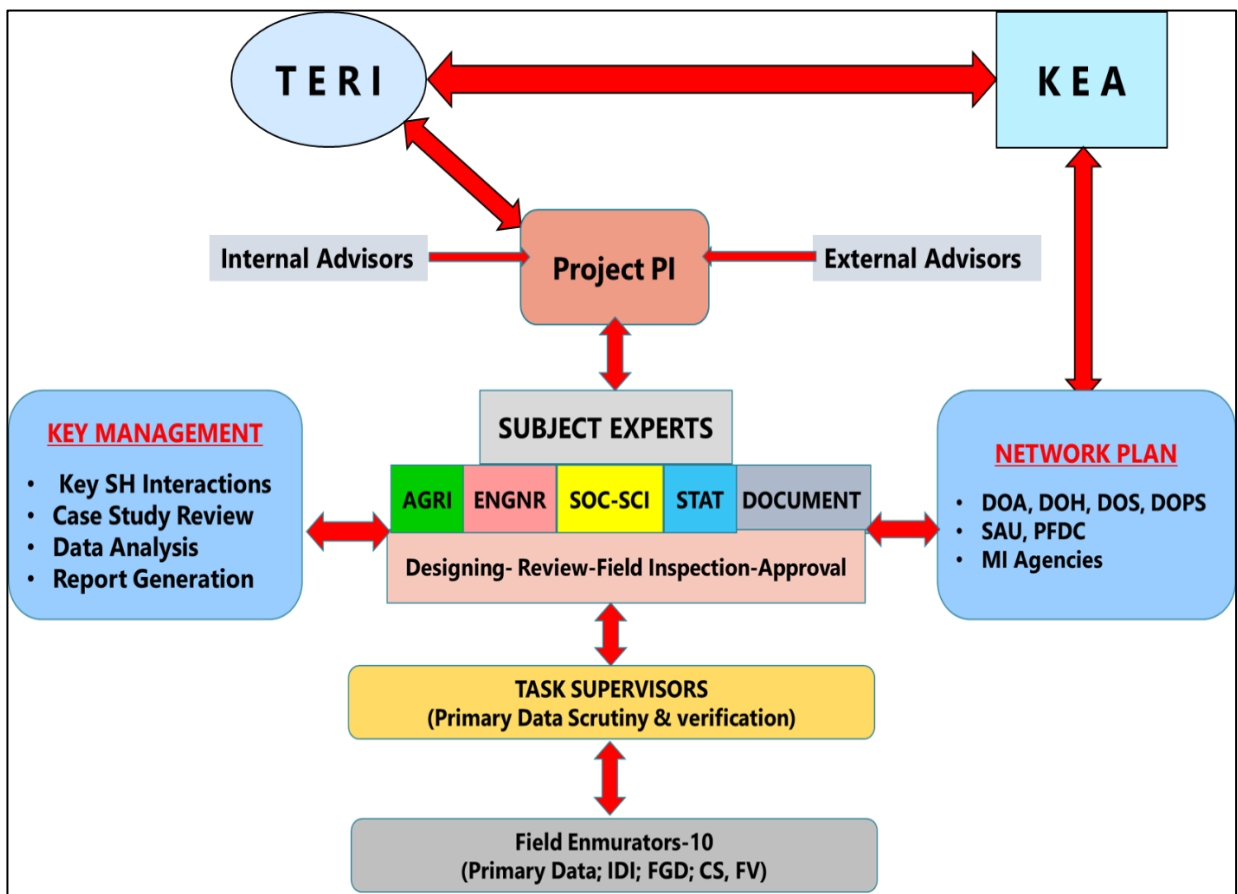 T E R I
K E A
Internal Advisors
Project PI
External Advisors
KEY MANAGEMENT
• Key SH Interactions
• Case Study Review
• Data Analysis
• Report Generation
SUBJECT EXPERTS
AGRI
ENGNR
SOC-SCI
STAT
DOCUMENT
Designing- Review-Field Inspection-Approval
NETWORK PLAN
• DOA, DOH, DOS, DOPS
• SAU, PFDC
• MI Agencies
TASK SUPERVISORS
(Primary Data Scrutiny & verification)
Field Enmurators-10
(Primary Data; IDI; FGD; CS, FV)